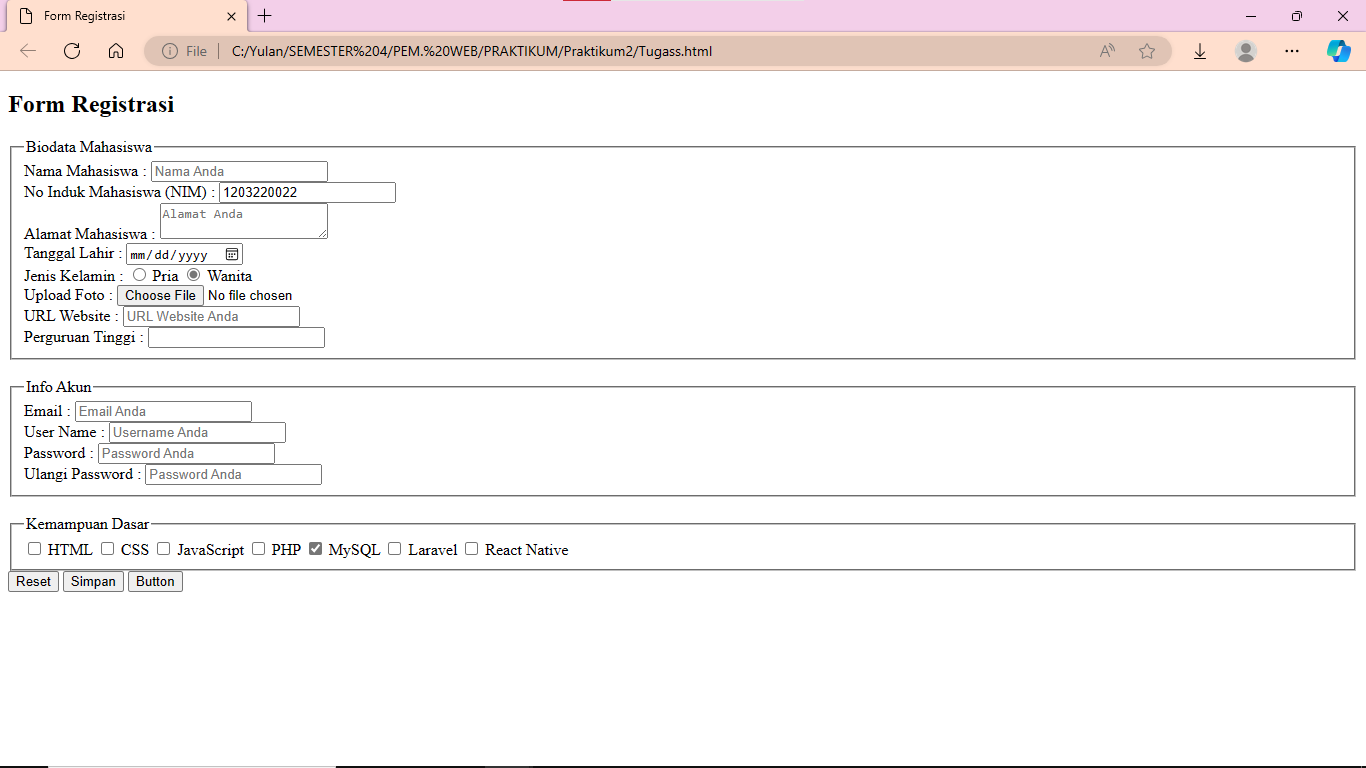 Form Registrasi
File
C:/Yulan/SEMESTER%204/PEM.%20WEB/PRAKTIKUM/Praktikum2/Tugass.html
Form Registrasi
Biodata Mahasiswa
Nama Mahasiswa : Nama Anda
No Induk Mahasiswa (NIM) : 1203220022
Alamat Mahasiswa : Alamat Anda
Tanggal Lahir : mm/dd/yyyy
Jenis Kelamin : Pria Wanita
Upload Foto : Choose File No file chosen
URL Website : URL Website Anda
Perguruan Tinggi :
Info Akun
Email : Email Anda
User Name : Username Anda
Password : Password Anda
Ulangi Password : Password Anda
Kemampuan Dasar
HTML CSS JavaScript PHP MySQL Laravel React Native
Reset Simpan Button